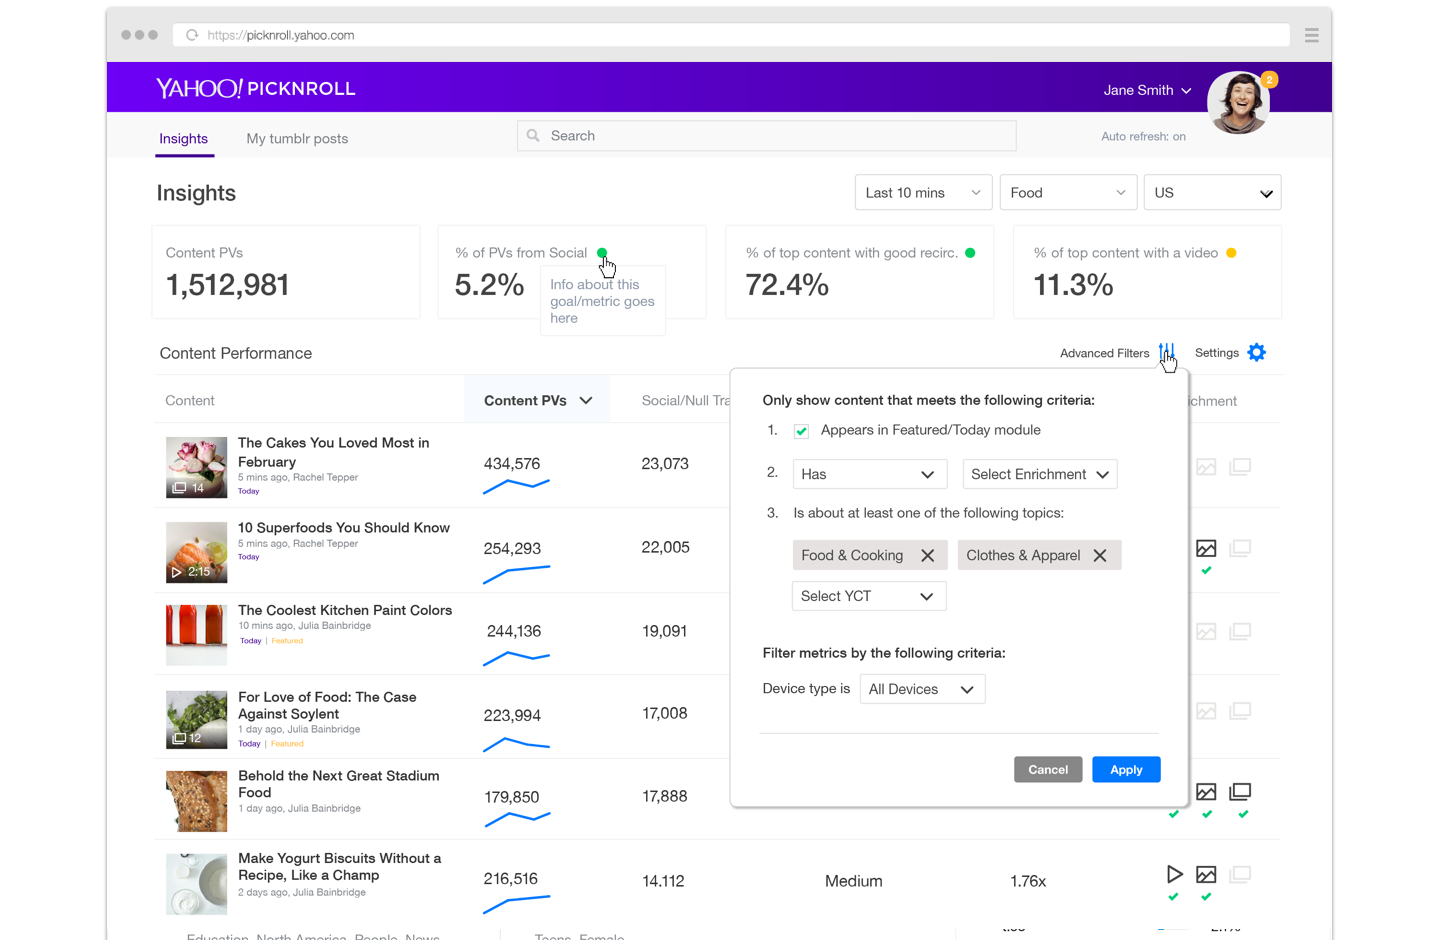 https://picknroll.yahoo.com
YAHOO! PICKNROLL
Jane Smith
2
Insights
My tumblr posts
Search
Auto refresh: on
Insights
Last 10 mins
Food
US
Content PVs
1,512,981
% of PVs from Social
5.2%
Info about this
goal/metric goes
here
% of top content with good recirc.
72.4%
% of top content with a video
11.3%
Content Performance
Advanced Filters
Settings
Content
Content PVs
Social/Null Tra
ichment
The Cakes You Loved Most in
February
5 mins ago, Rachel Tepper
Today
14
434,576
23,073
10 Superfoods You Should Know
5 mins ago, Rachel Tepper
Today
2:15
254,293
22,005
The Coolest Kitchen Paint Colors
10 mins ago, Julia Bainbridge
Today | Featured
244,136
19,091
For Love of Food: The Case
Against Soylent
1 day ago, Julia Bainbridge
Today | Featured
12
223,994
17,008
Behold the Next Great Stadium
Food
1 day ago, Julia Bainbridge
179,850
17,888
Make Yogurt Biscuits Without a
Recipe, Like a Champ
2 days ago, Julia Bainbridge
216,516
14.112
Medium
1.76x
Only show content that meets the following criteria:
1. Appears in Featured/Today module
2. Has Select Enrichment
3. Is about at least one of the following topics:
Food & Cooking
Clothes & Apparel
Select YCT
Filter metrics by the following criteria:
Device type is All Devices
Cancel
Apply
Education, North America, People, News
Teens, Female